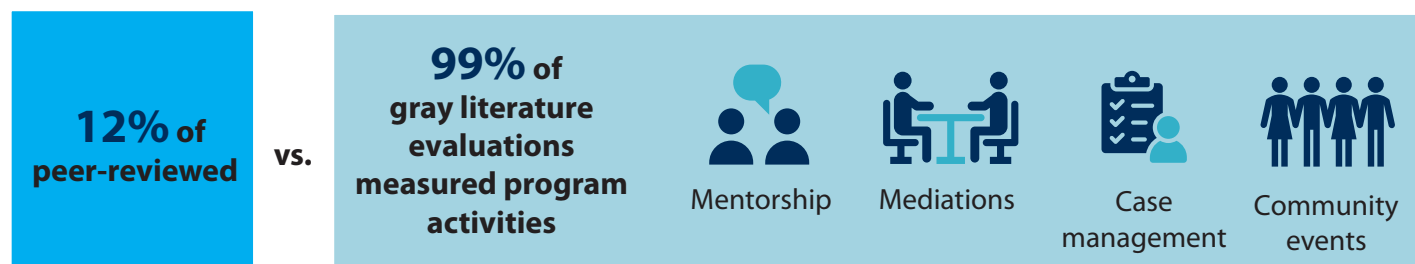 12% of
peer-reviewed
vs.
99% of
gray literature
evaluations
measured program
activities
Mentorship
Mediations
Case
management
Community
events